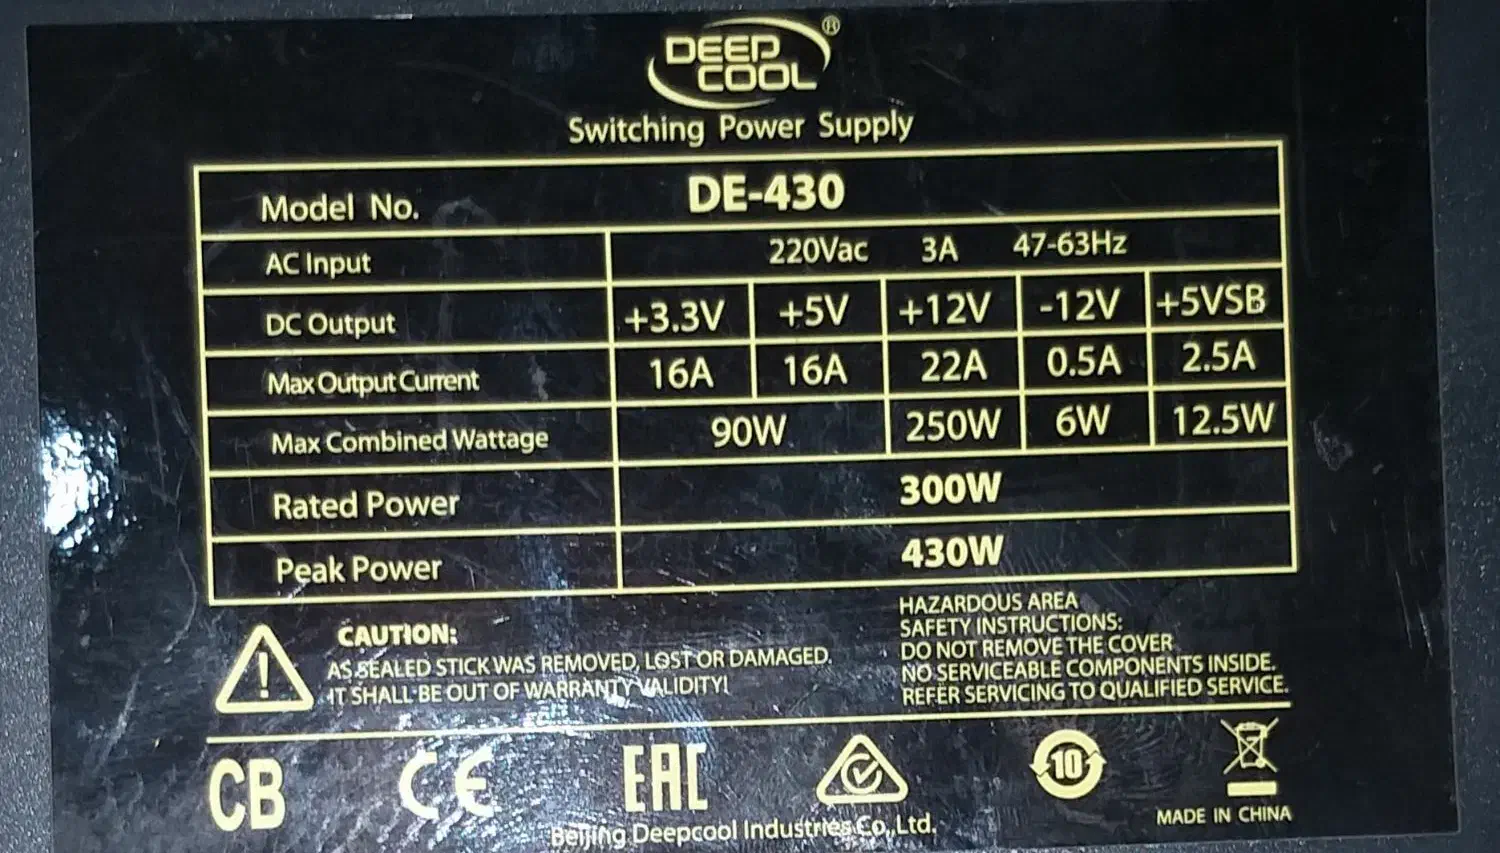 DEEP
COOL®
Switching Power Supply
Model No. DE-430
AC Input 220Vac 3A 47-63Hz
DC Output +3.3V +5V +12V -12V +5VSB
Max Output Current 16A 16A 22A 0.5A 2.5A
Max Combined Wattage 90W 250W 6W 12.5W
Rated Power 300W
Peak Power 430W
CAUTION:
AS SEALED STICK WAS REMOVED, LOST OR DAMAGED.
IT SHALL BE OUT OF WARRANTY VALIDITY!
HAZARDOUS AREA
SAFETY INSTRUCTIONS:
DO NOT REMOVE THE COVER
NO SERVICEABLE COMPONENTS INSIDE.
REFER SERVICING TO QUALIFIED SERVICE.
CB CE EAC 10
MADE IN CHINA
Beijing Deepcool Industries Co.,Ltd.